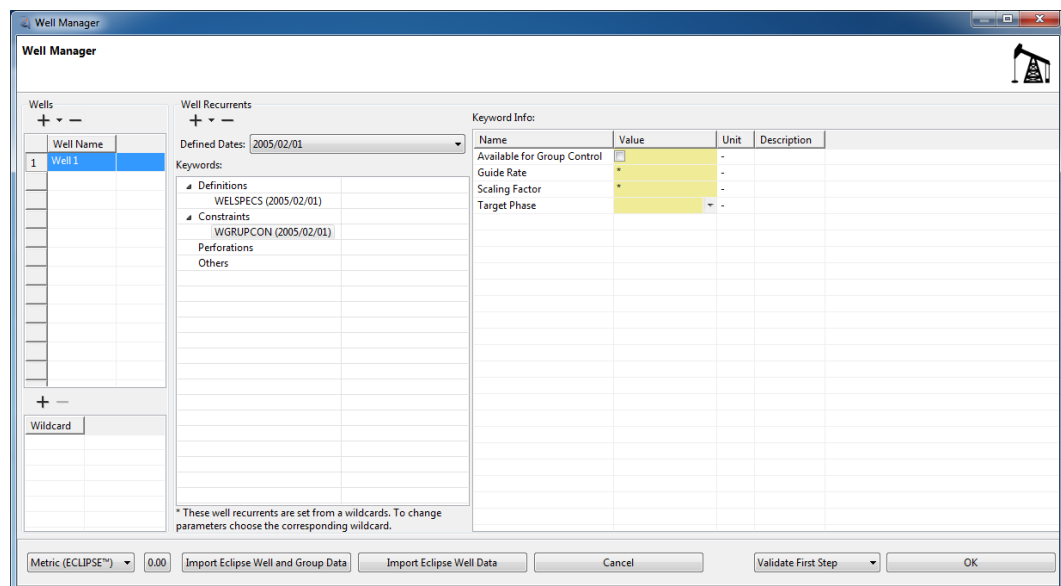 Well Manager
Well Manager
Wells
Well Name
1 Well 1
Wildcard
Well Recurrents
Defined Dates: 2005/02/01
Keywords:
Definitions
WELSPECS (2005/02/01)
Constraints
WGRUPCON (2005/02/01)
Perforations
Others
* These well recurrents are set from a wildcards. To change
parameters choose the corresponding wildcard.
Keyword Info:
Name Value Unit Description
Available for Group Control -
Guide Rate * -
Scaling Factor * -
Target Phase -
Metric (ECLIPSE™) 0.00 Import Eclipse Well and Group Data Import Eclipse Well Data Cancel Validate First Step OK